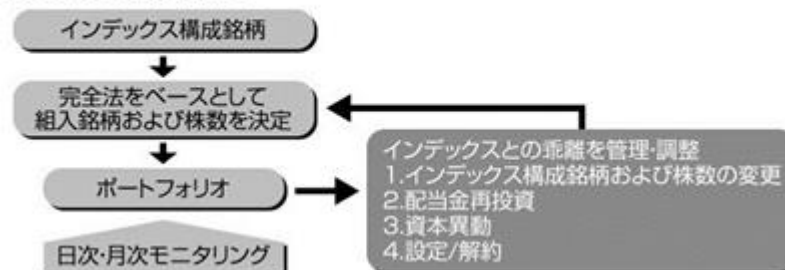 インデックス構成銘柄
完全法をベースとして
組入銘柄および株数を決定
ポートフォリオ
日次・月次モニタリング
インデックスとの乖離を管理・調整
1.インデックス構成銘柄および株数の変更
2.配当金再投資
3.資本異動
4.設定/解約